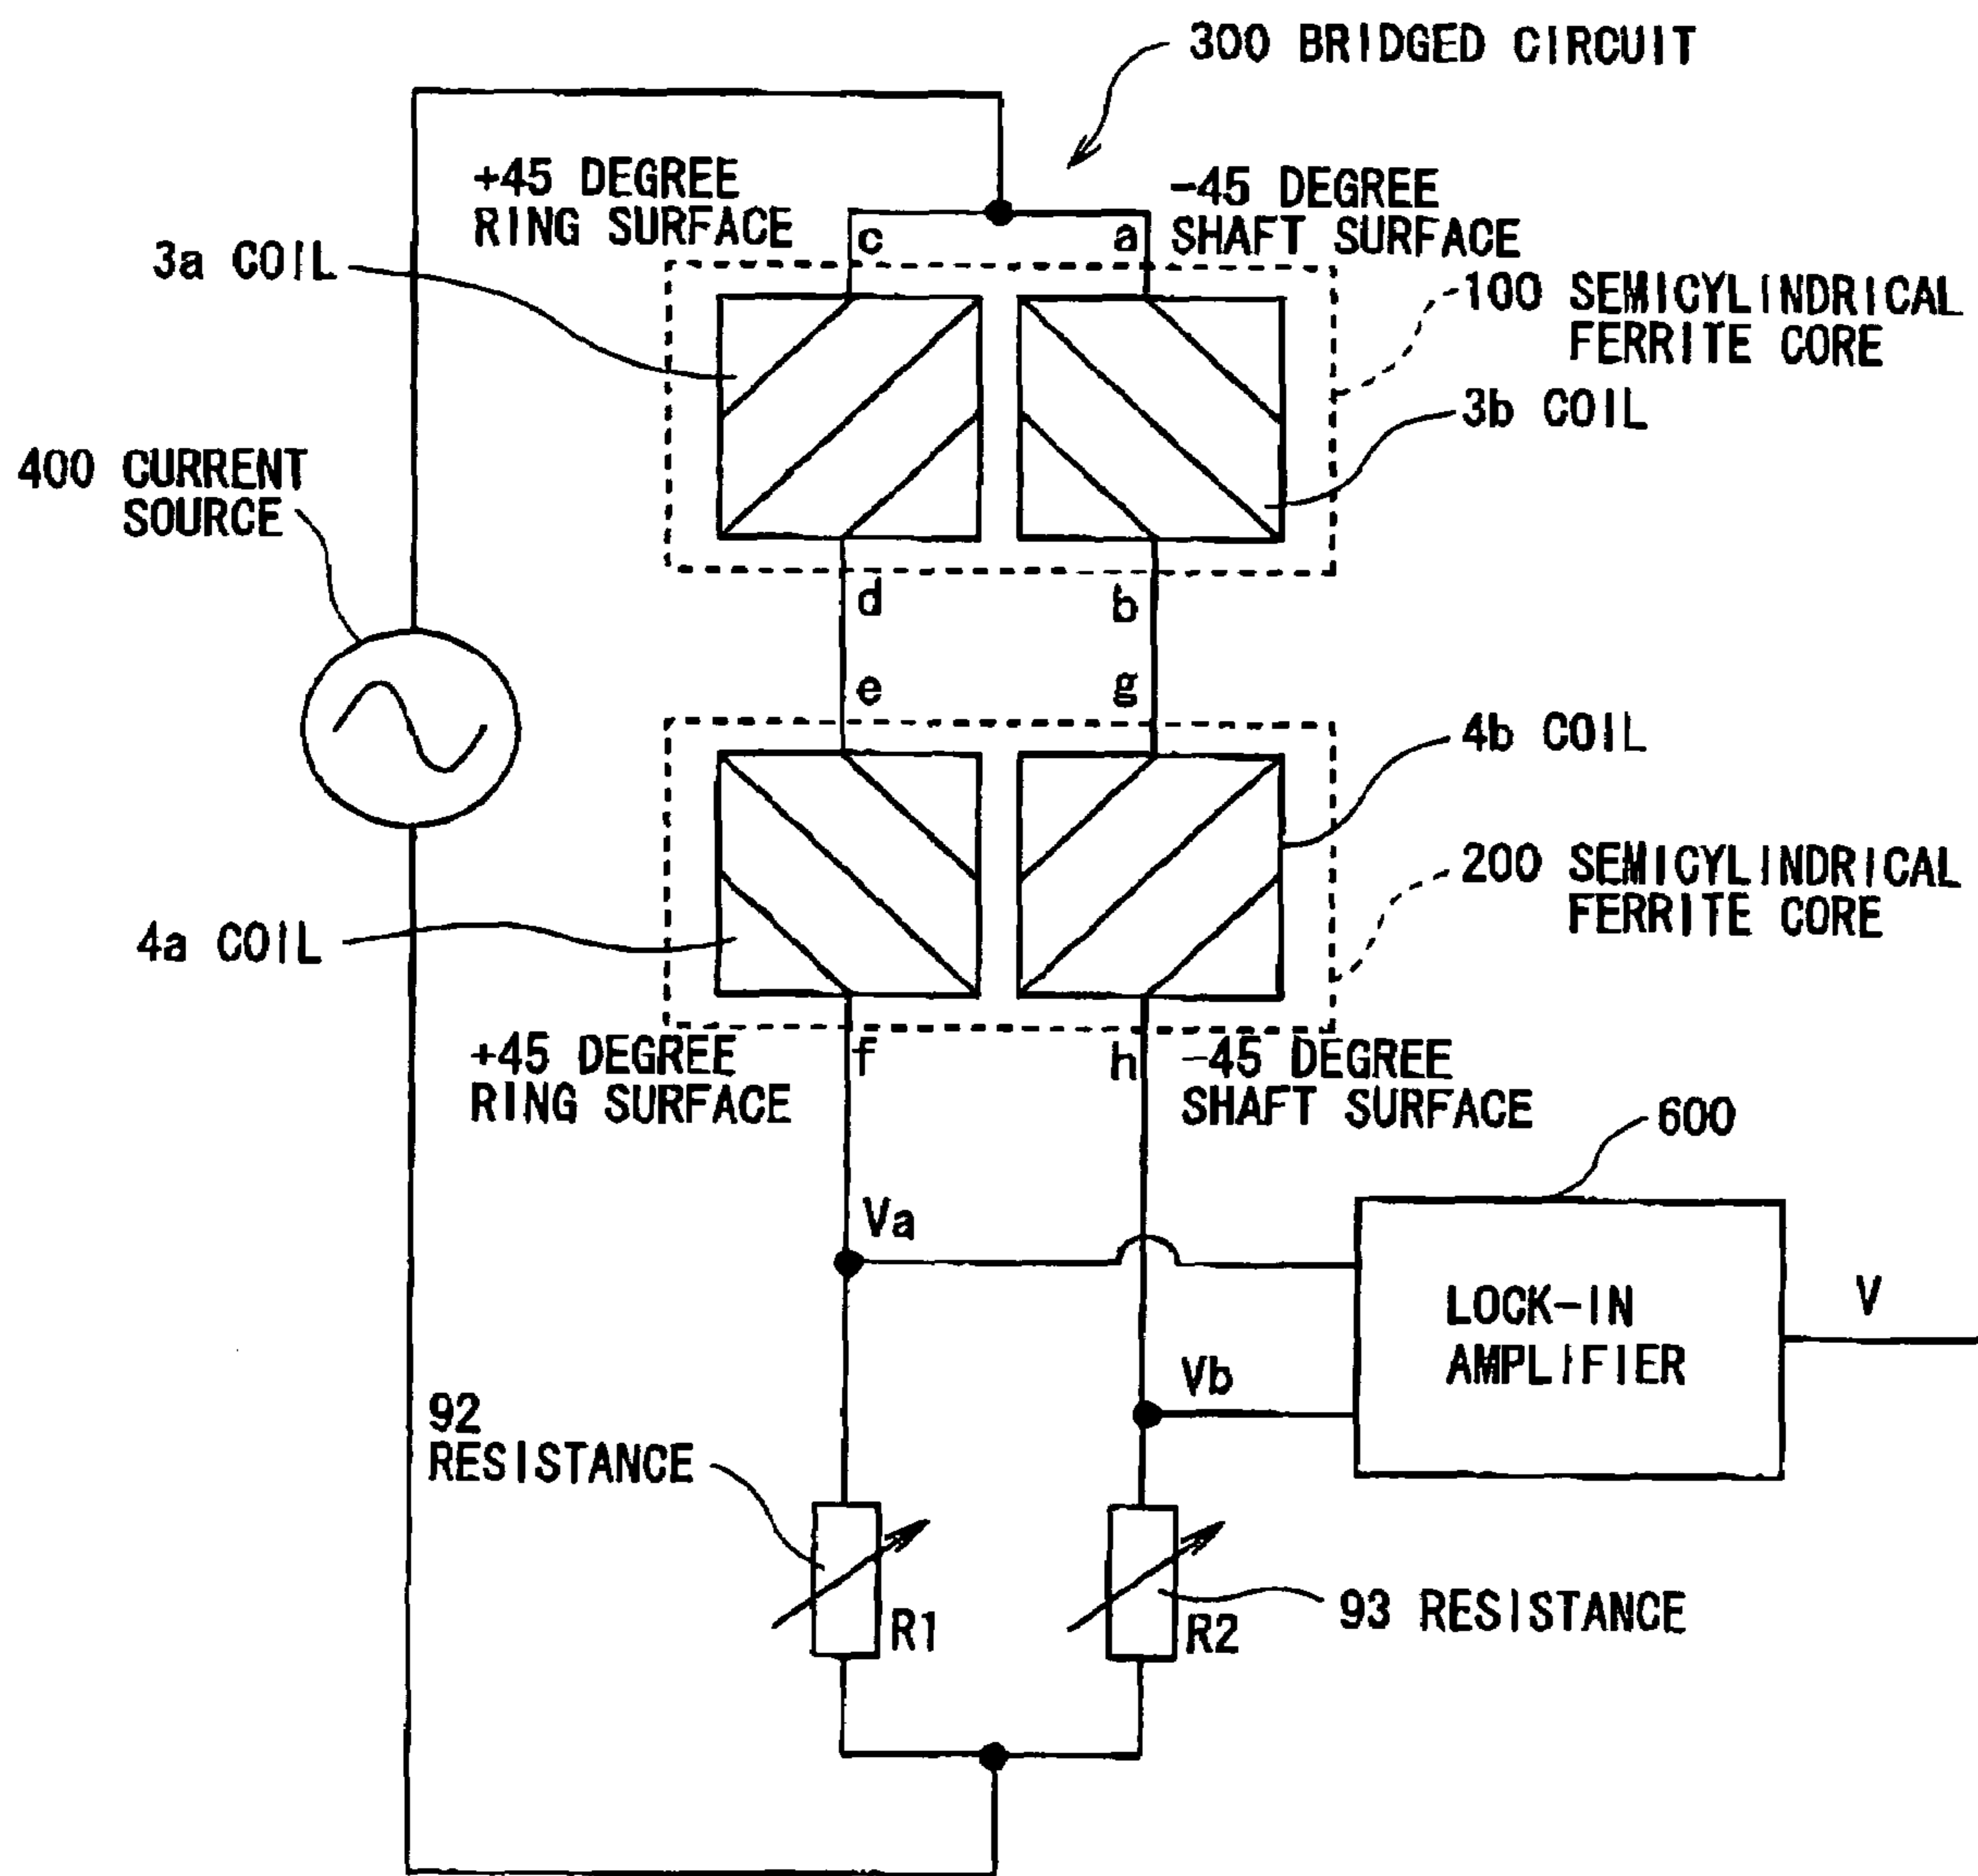 300 BRIDGED CIRCUIT
+45 DEGREE
RING SURFACE
-45 DEGREE
SHAFT SURFACE
c
a
3a COIL
100 SEMICYLINDRICAL
FERRITE CORE
3b COIL
400 CURRENT
SOURCE
d
b
e
g
4b COIL
200 SEMICYLINDRICAL
FERRITE CORE
4a COIL
+45 DEGREE
RING SURFACE
f
h
-45 DEGREE
SHAFT SURFACE
600
Va
LOCK-IN
AMPLIFIER
V
Vb
92
RESISTANCE
R1
R2
93 RESISTANCE